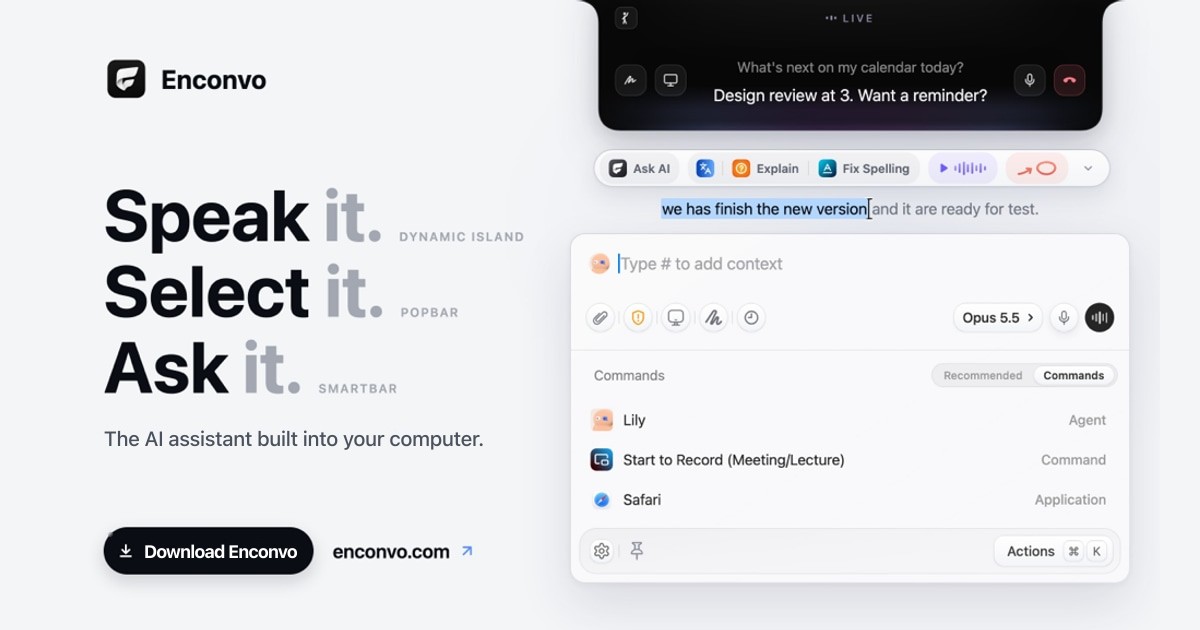 Enconvo
Speak it. DYNAMIC ISLAND
Select it. POPBAR
Ask it. SMARTBAR
The AI assistant built into your computer.
Download Enconvo
enconvo.com
LIVE
What's next on my calendar today?
Design review at 3. Want a reminder?
Ask AI Explain Fix Spelling
we has finish the new version and it are ready for test.
Type # to add context
Opus 5.5
Commands Recommended Commands
Lily Agent
Start to Record (Meeting/Lecture) Command
Safari Application
Actions ⌘ K